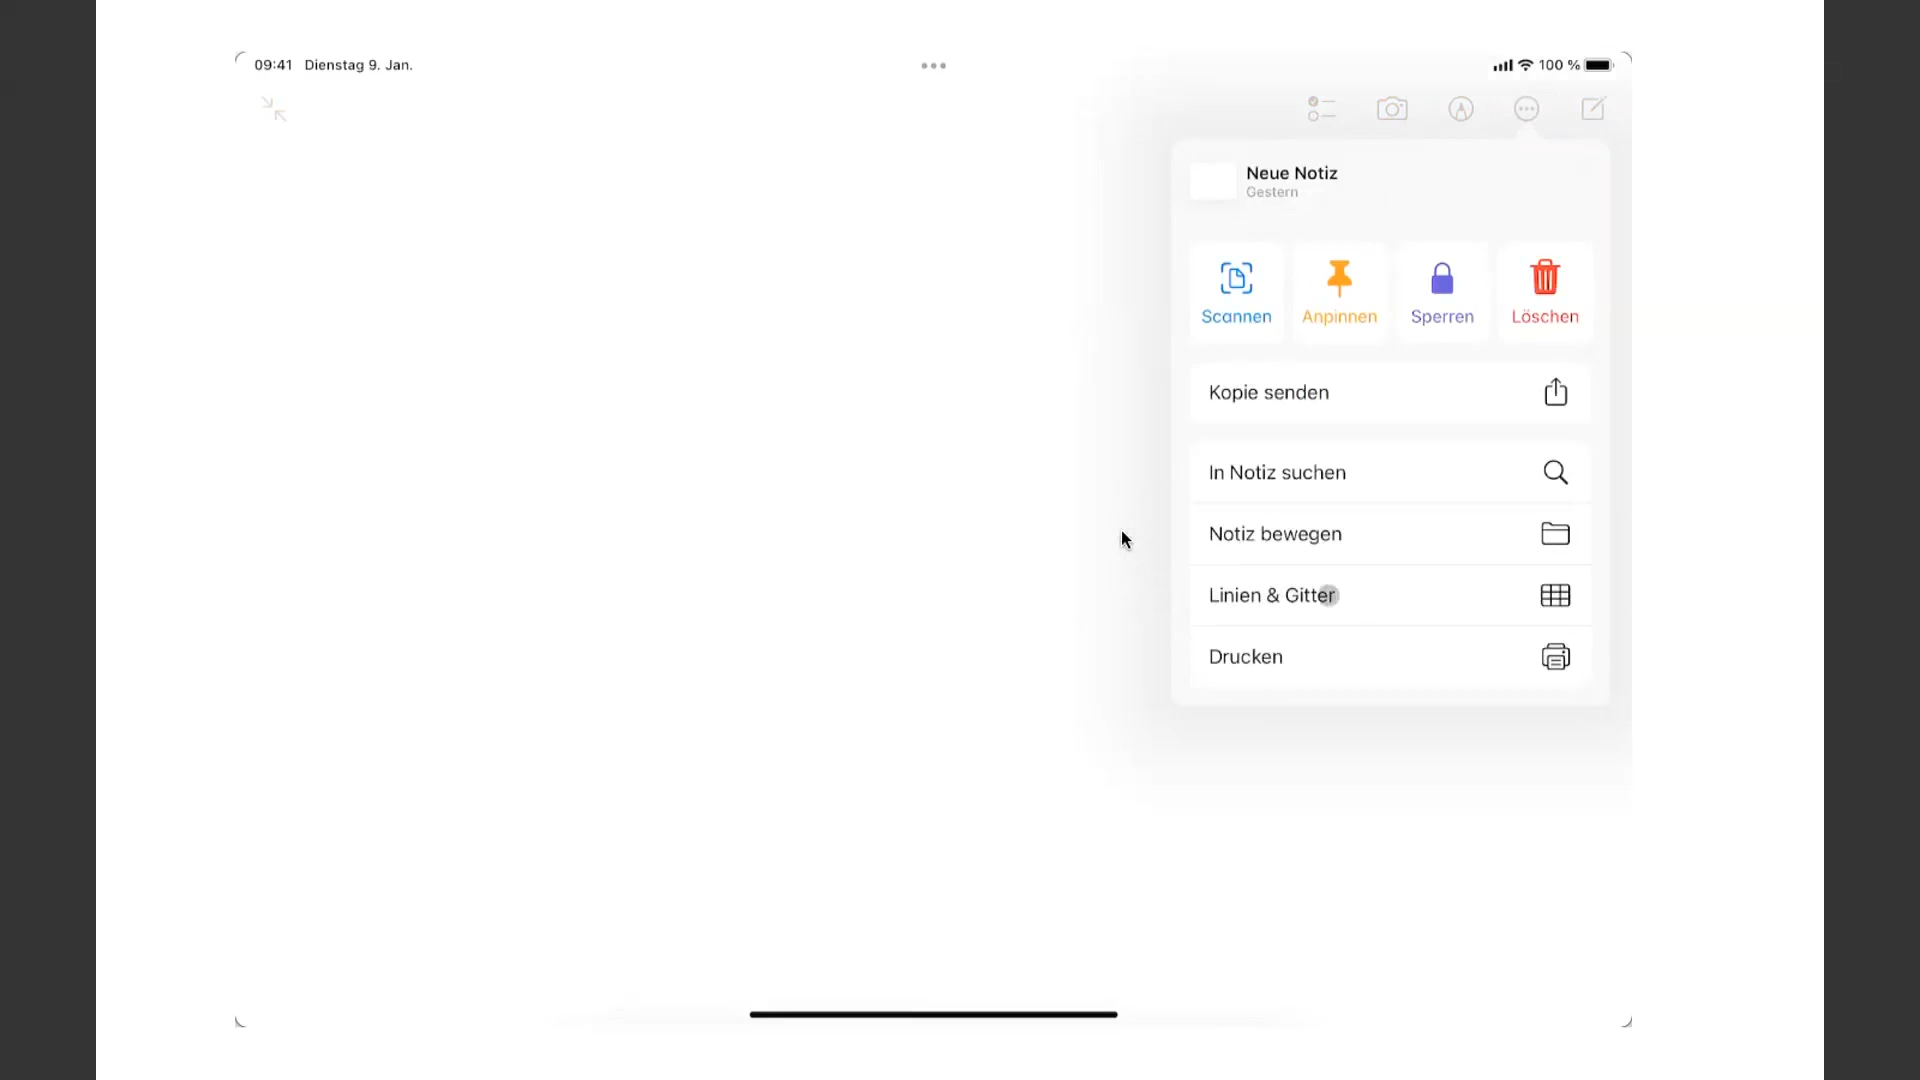 09:41 Dienstag 9. Jan.
100 %
Neue Notiz
Gestern
Scannen
Anpinnen
Sperren
Löschen
Kopie senden
In Notiz suchen
Notiz bewegen
Linien & Gitter
Drucken